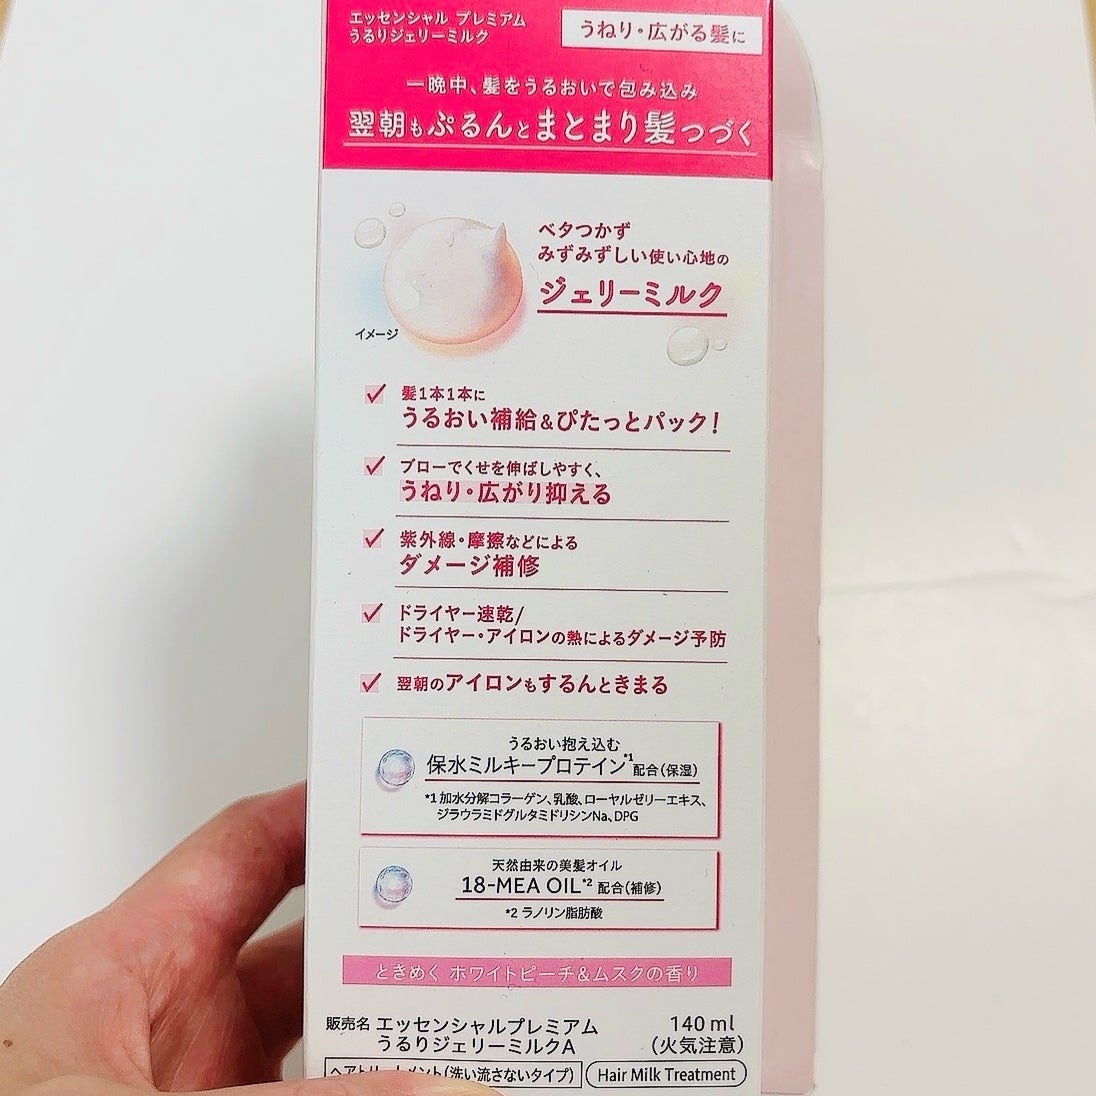 エッセンシャル プレミアム
うるりジェリーミルク
うねり・広がる髪に
一晩中、髪をうるおいで包み込み
翌朝もぷるんとまとまり髪つづく
ベタつかず
みずみずしい使い心地の
ジェリーミルク
イメージ
髪1本1本に
うるおい補給&ぴたっとパック!
ブローでくせを伸ばしやすく、
うねり・広がり抑える
紫外線・摩擦などによる
ダメージ補修
ドライヤー速乾/
ドライヤー・アイロンの熱によるダメージ予防
翌朝のアイロンもするんときまる
うるおい抱え込む
保水ミルキープロテイン*1 配合(保湿)
*1 加水分解コラーゲン、乳酸、ローヤルゼリーエキス、
ジラウラミドグルタミドリシンNa、DPG
天然由来の美髪オイル
18-MEA OIL*2 配合(補修)
*2 ラノリン脂肪酸
ときめく ホワイトピーチ&ムスクの香り
販売名 エッセンシャルプレミアム
うるりジェリーミルクA
140 ml
(火気注意)
ヘアトリートメント(洗い流さないタイプ)
Hair Milk Treatment